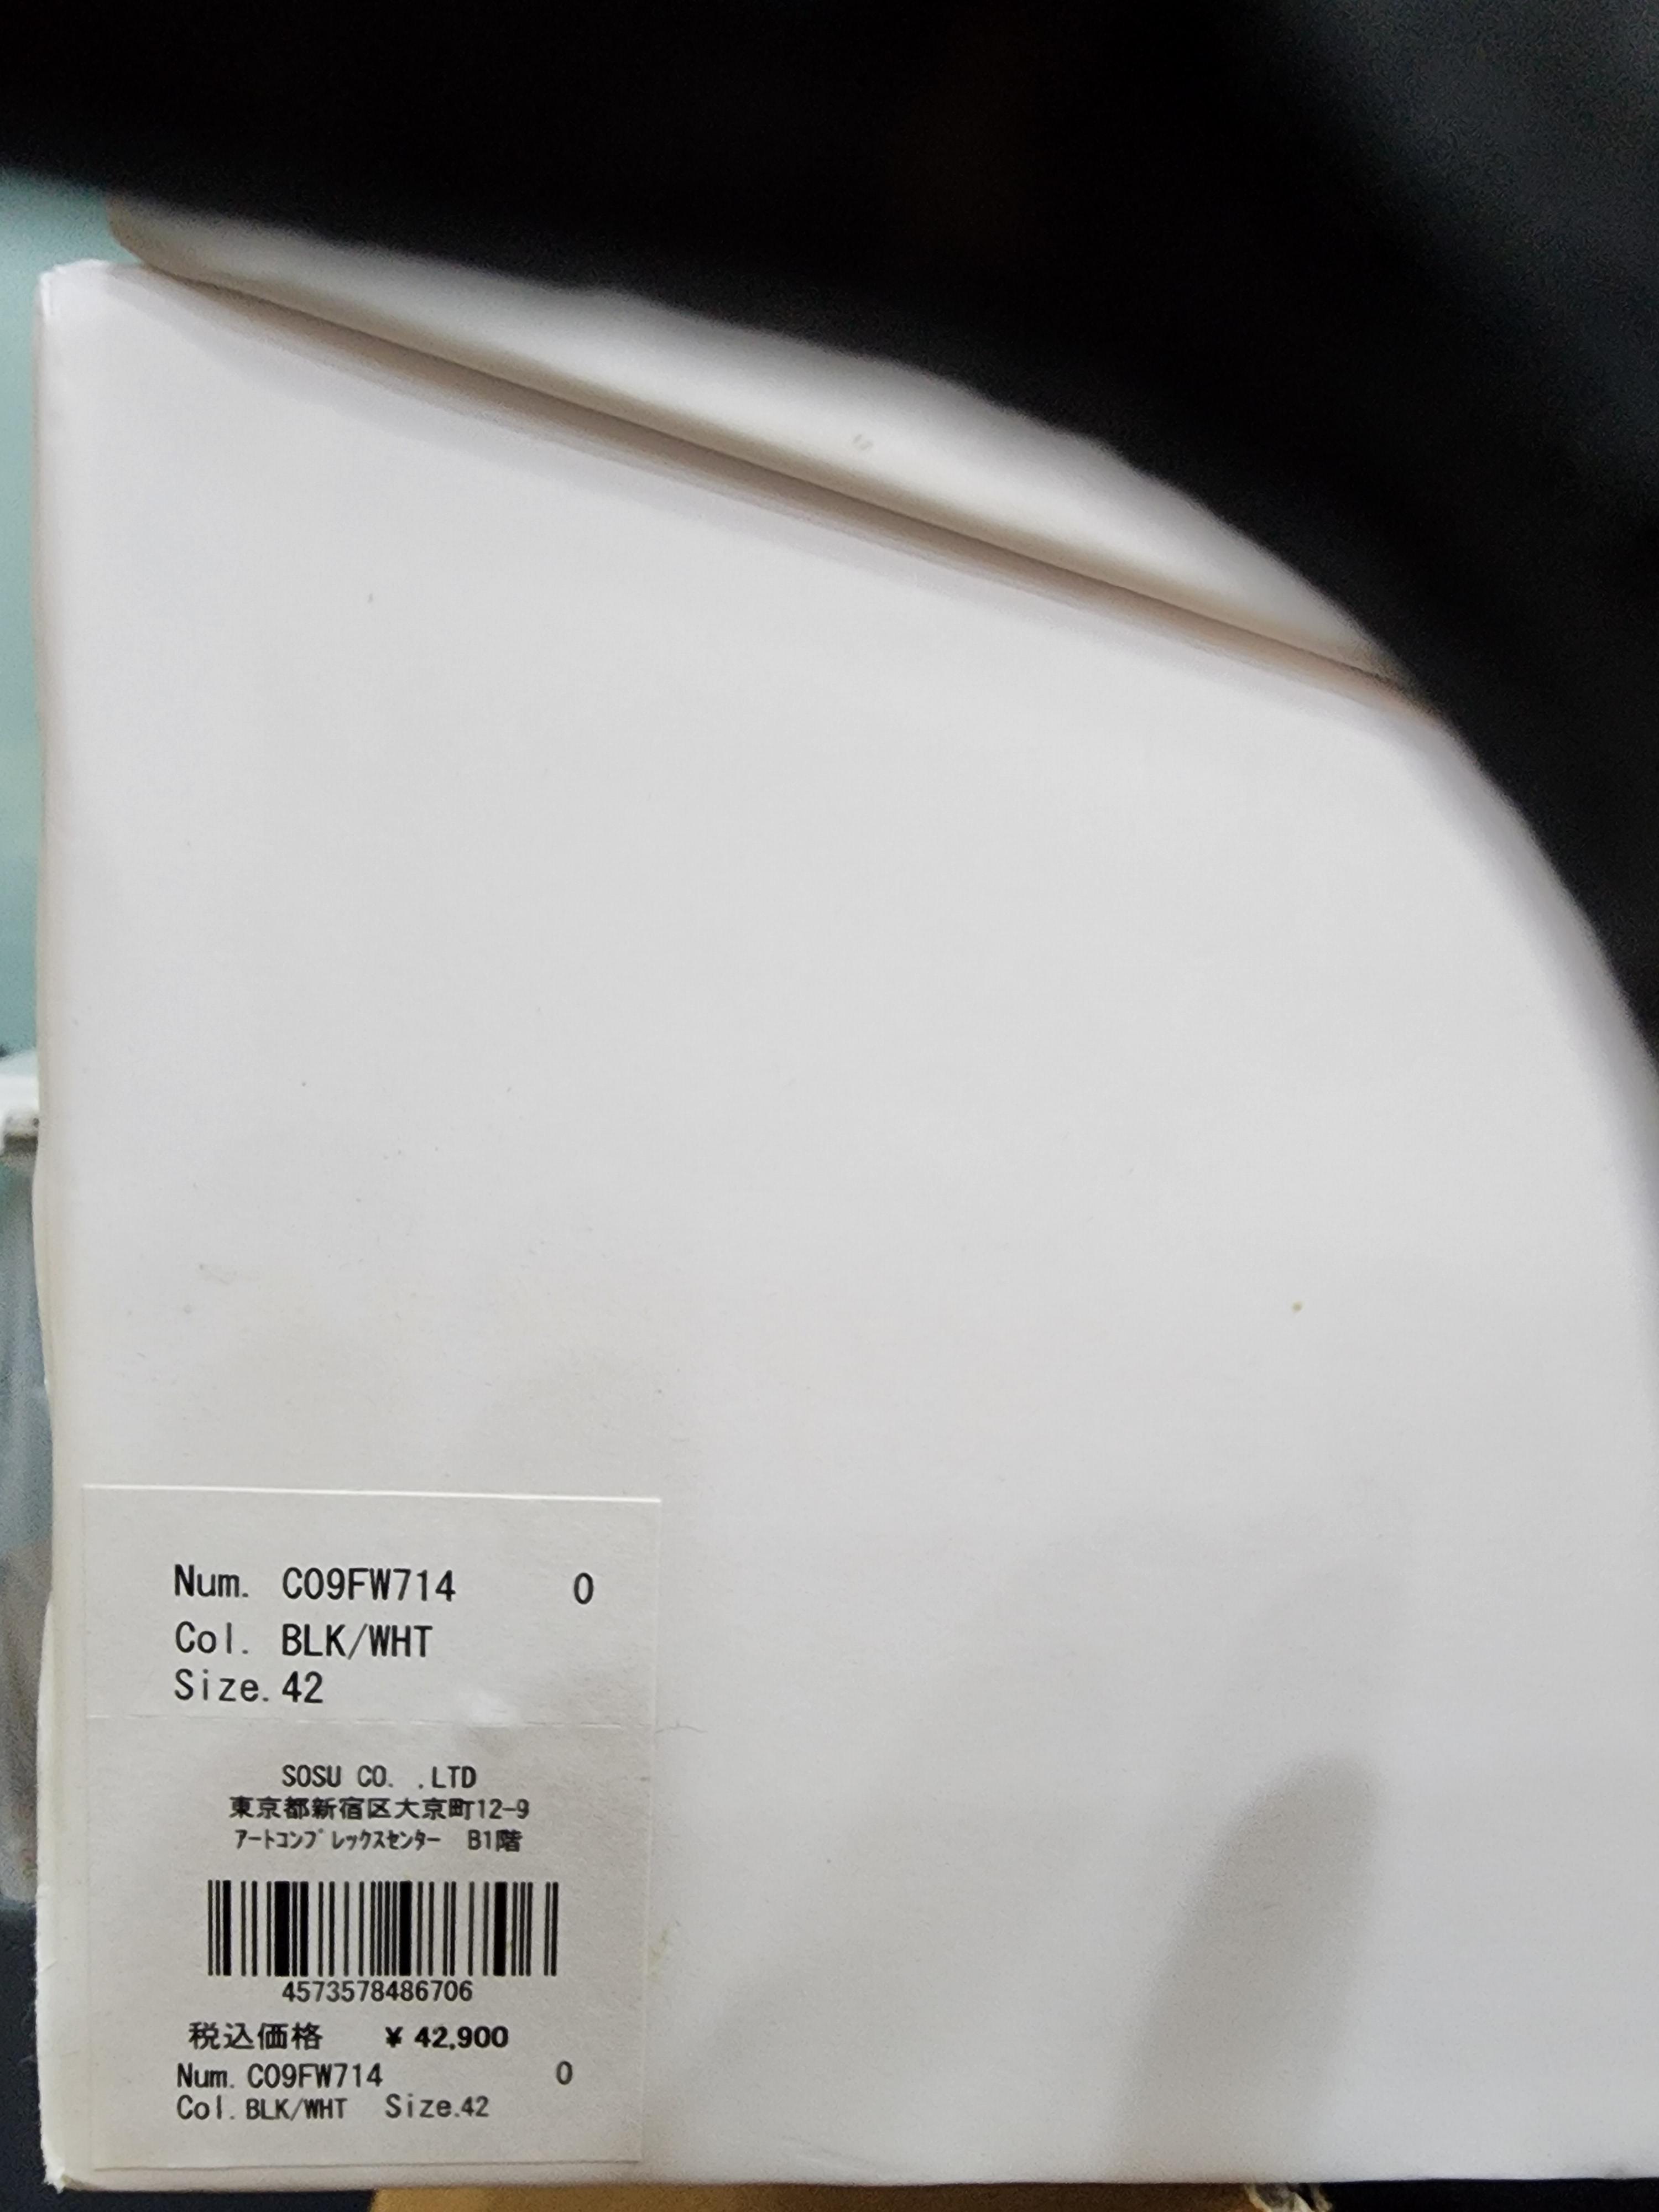 Num. C09FW714 0
Col. BLK/WHT
Size. 42
SOSU CO. ,LTD
東京都新宿区大京町12-9
ｱｰﾄｺﾝﾌﾟﾚｯｸｽｾﾝﾀｰ B1階
4573578486706
税込価格 ¥ 42,900
Num. C09FW714 0
Col. BLK/WHT Size.42